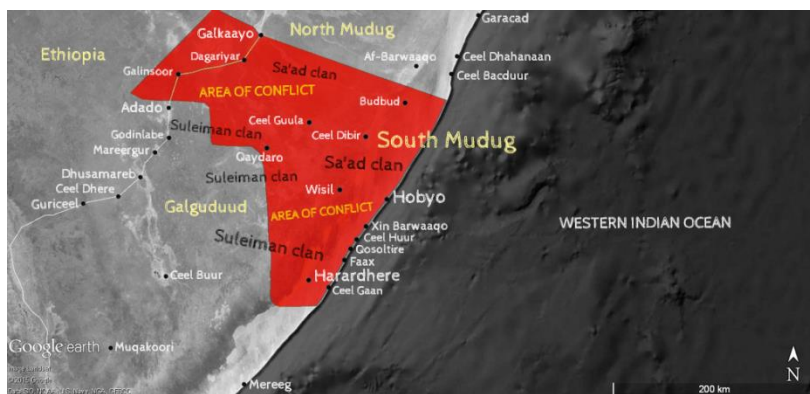 Garacad
North Mudug
Galkaayo
Ethiopia
Dagariyar
Af-Barwaaqo
Ceel Dhahanaan
Galinsoor
Sa'ad clan
Ceel Bacduur
AREA OF CONFLICT
Budbud
Adado
Ceel Guula
Suleiman clan
Godinlabe
Ceel Dibir
South Mudug
Mareergur
Qaydaro
Sa'ad clan
Dhusamareb
Suleiman clan
Ceel Dhere
Wisil
Guriceel
Galguduud
Hobyo
AREA OF CONFLICT
WESTERN INDIAN OCEAN
Xin Barwaaqo
Suleiman clan
Ceel Huur
Qosoltire
Faax
Ceel Buur
Harardhere
Ceel Gaan
Google earth
Muqakoori
N
Mereeg
200 km